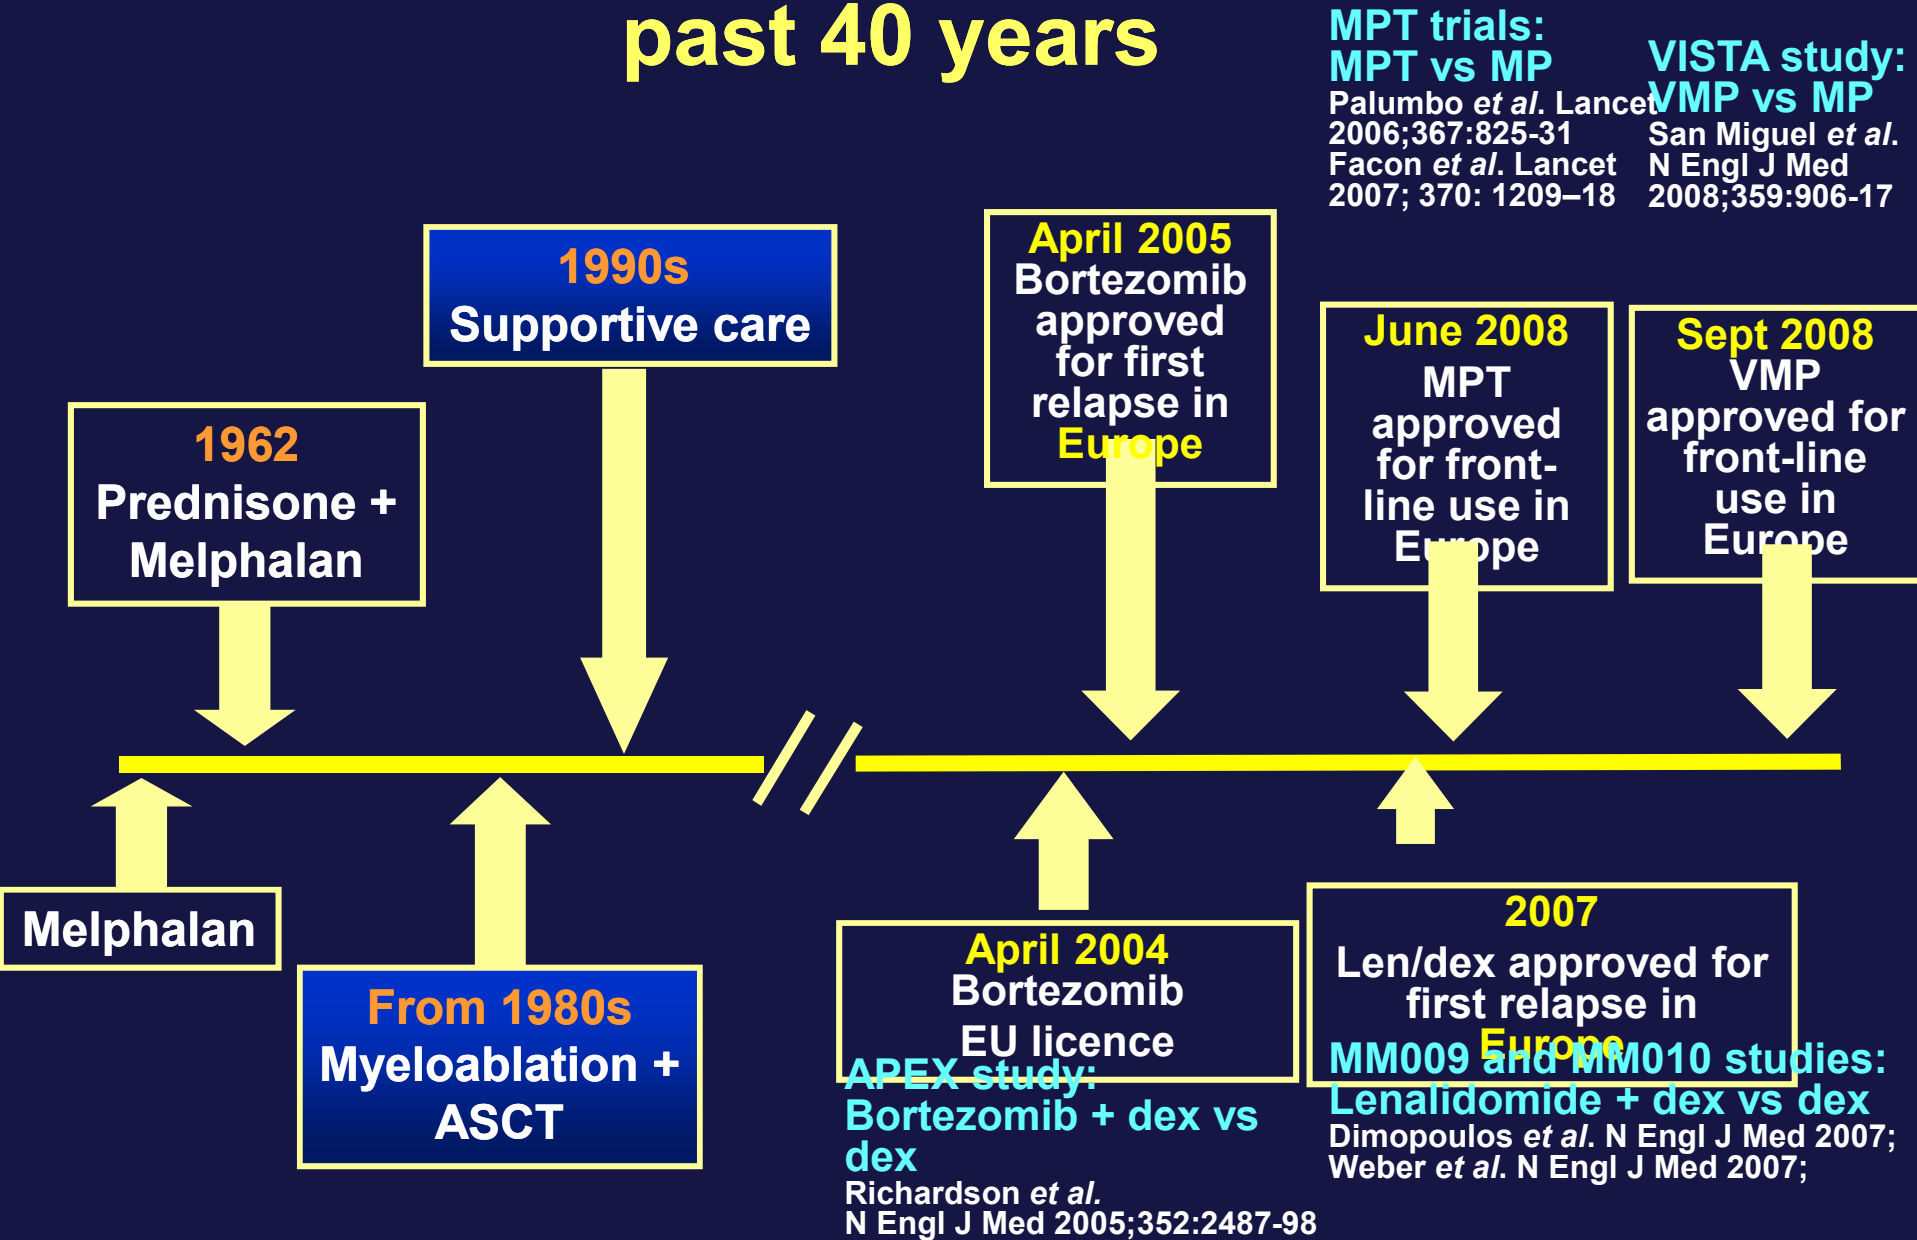 past 40 years
MPT trials:
MPT vs MP
Palumbo et al. Lancet
2006;367:825-31
Facon et al. Lancet
2007; 370: 1209–18
VISTA study:
VMP vs MP
San Miguel et al.
N Engl J Med
2008;359:906-17
1962
Prednisone +
Melphalan
1990s
Supportive care
April 2005
Bortezomib
approved
for first
relapse in
Europe
June 2008
MPT
approved
for front-
line use in
Europe
Sept 2008
VMP
approved for
front-line
use in
Europe
Melphalan
From 1980s
Myeloablation +
ASCT
April 2004
Bortezomib
EU licence
APEX study:
Bortezomib + dex vs
dex
Richardson et al.
N Engl J Med 2005;352:2487-98
2007
Len/dex approved for
first relapse in
Europe
MM009 and MM010 studies:
Lenalidomide + dex vs dex
Dimopoulos et al. N Engl J Med 2007;
Weber et al. N Engl J Med 2007;